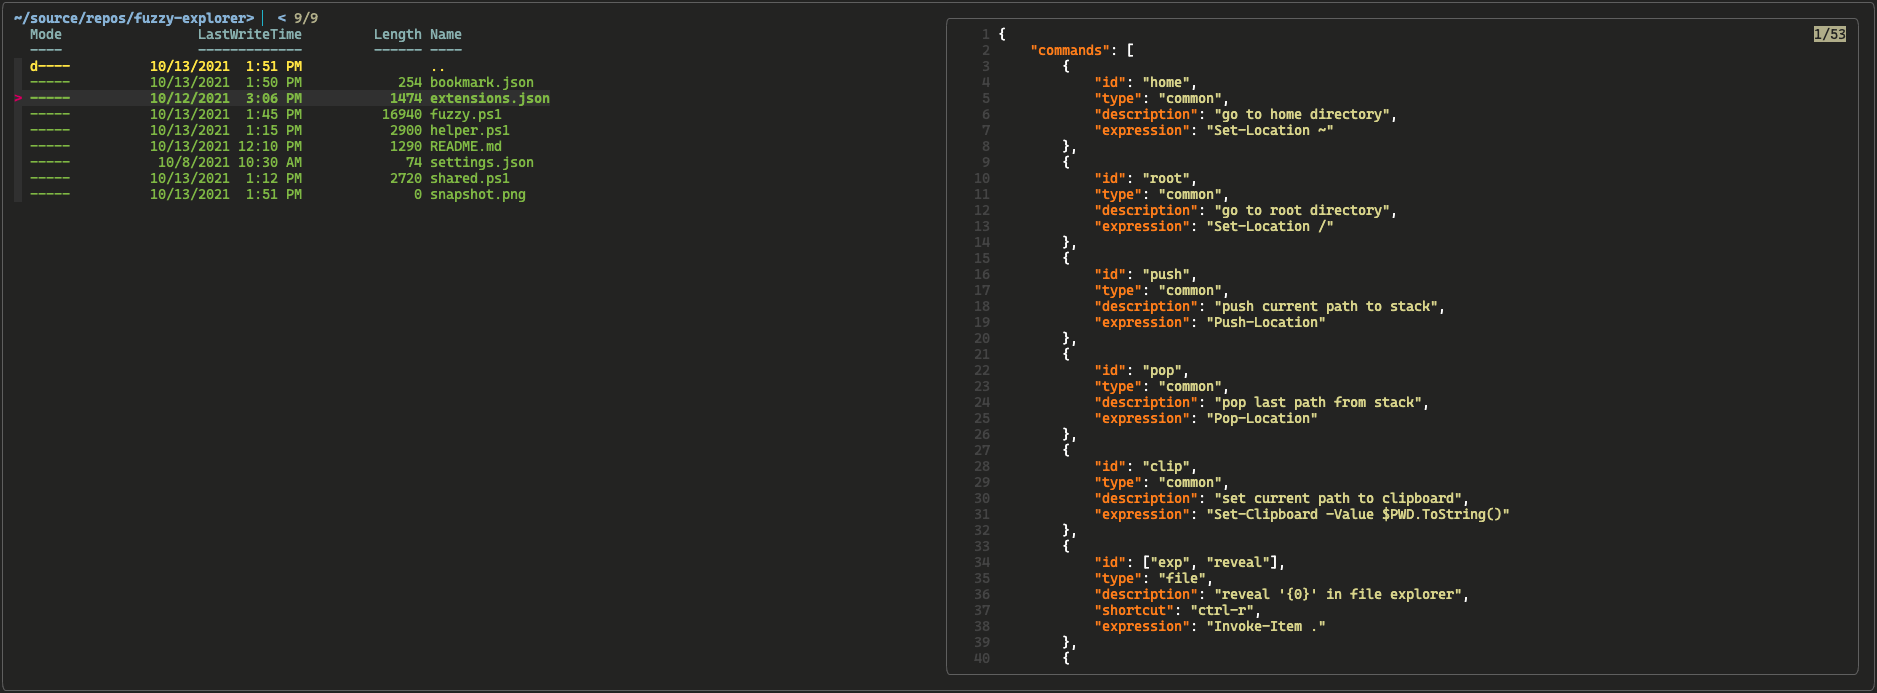 ~/source/repos/fuzzy-explorer> < 9/9
Mode LastWriteTime Length Name
---- ------------- ------ ----
d---- 10/13/2021 1:51 PM ..
----- 10/13/2021 1:50 PM 254 bookmark.json
> ----- 10/12/2021 3:06 PM 1474 extensions.json
----- 10/13/2021 1:45 PM 16940 fuzzy.ps1
----- 10/13/2021 1:15 PM 2900 helper.ps1
----- 10/13/2021 12:10 PM 1290 README.md
----- 10/8/2021 10:30 AM 74 settings.json
----- 10/13/2021 1:12 PM 2720 shared.ps1
----- 10/13/2021 1:51 PM 0 snapshot.png
1 { 1/53
2 "commands": [
3 {
4 "id": "home",
5 "type": "common",
6 "description": "go to home directory",
7 "expression": "Set-Location ~"
8 },
9 {
10 "id": "root",
11 "type": "common",
12 "description": "go to root directory",
13 "expression": "Set-Location /"
14 },
15 {
16 "id": "push",
17 "type": "common",
18 "description": "push current path to stack",
19 "expression": "Push-Location"
20 },
21 {
22 "id": "pop",
23 "type": "common",
24 "description": "pop last path from stack",
25 "expression": "Pop-Location"
26 },
27 {
28 "id": "clip",
29 "type": "common",
30 "description": "set current path to clipboard",
31 "expression": "Set-Clipboard -Value $PWD.ToString()"
32 },
33 {
34 "id": ["exp", "reveal"],
35 "type": "file",
36 "description": "reveal '{0}' in file explorer",
37 "shortcut": "ctrl-r",
38 "expression": "Invoke-Item ."
39 },
40 {